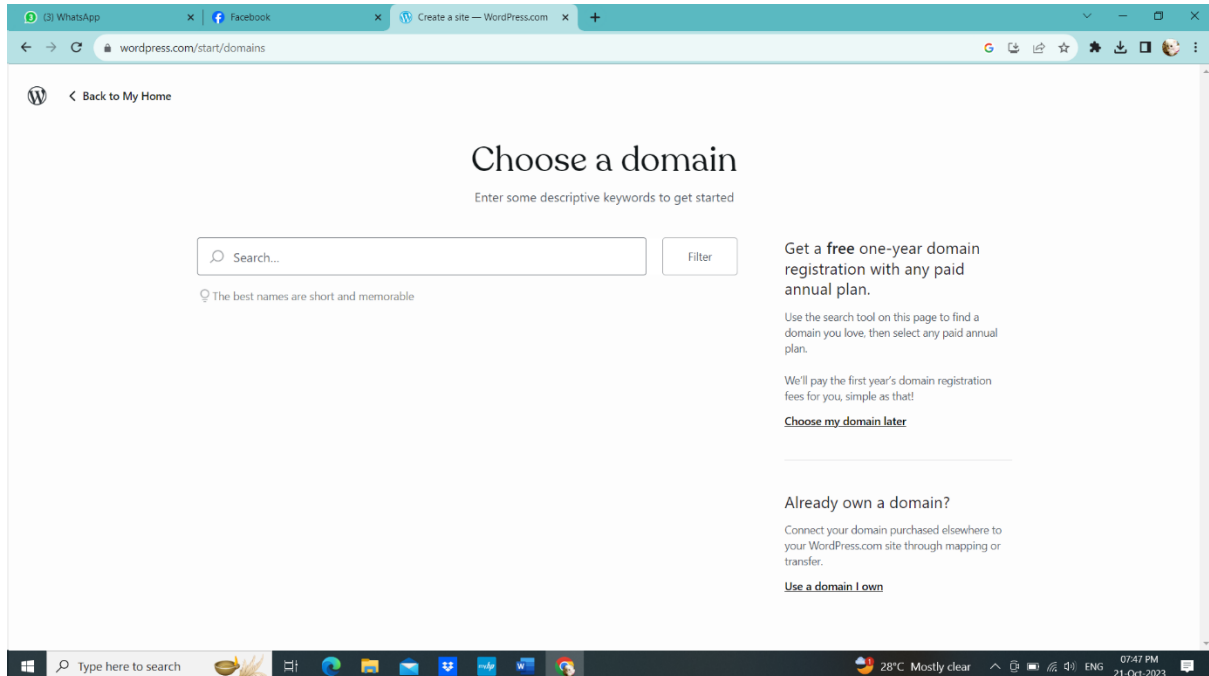 (3) WhatsApp
Facebook
Create a site — WordPress.com
wordpress.com/start/domains
Back to My Home
Choose a domain
Enter some descriptive keywords to get started
Search...
Filter
The best names are short and memorable
Get a free one-year domain
registration with any paid
annual plan.
Use the search tool on this page to find a
domain you love, then select any paid annual
plan.
We'll pay the first year's domain registration
fees for you, simple as that!
Choose my domain later
Already own a domain?
Connect your domain purchased elsewhere to
your WordPress.com site through mapping or
transfer.
Use a domain I own
Type here to search
28°C Mostly clear
ENG
07:47 PM
21-Oct-2023